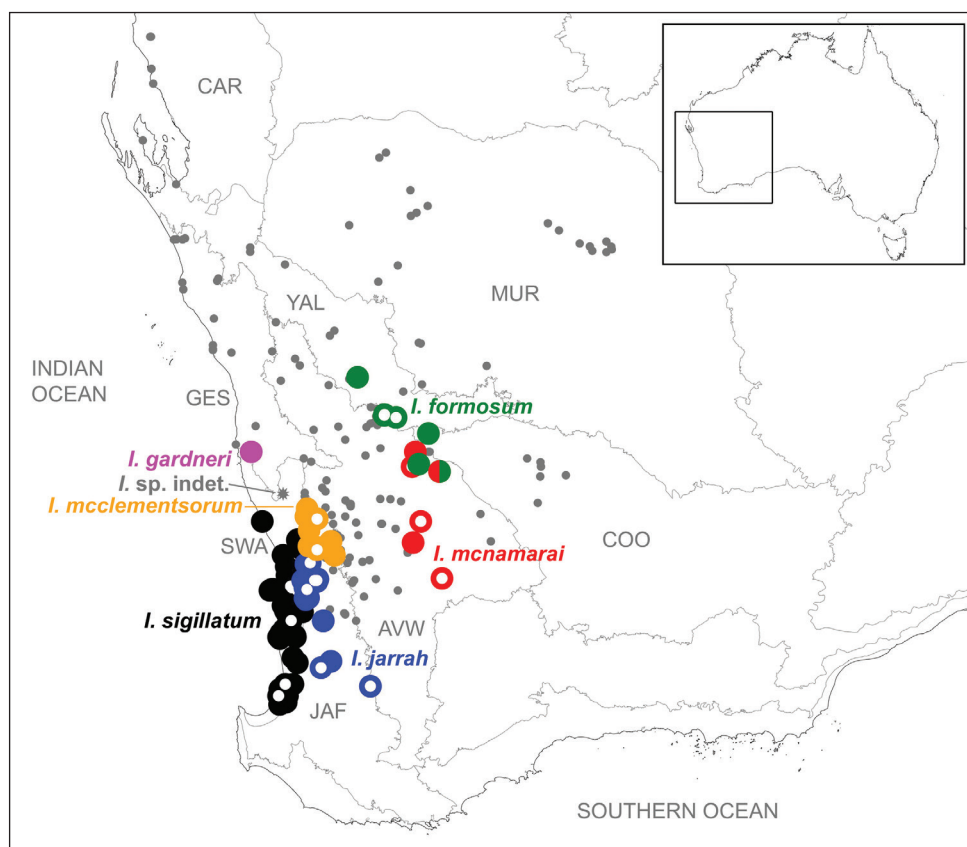 CAR
MUR
YAL
INDIAN
OCEAN
GES
I. formosum
I. gardneri
I. sp. indet.
I. mcclementsorum
SWA
COO
I. mcnamarai
I. sigillatum
AVW
I. jarrah
JAF
SOUTHERN OCEAN